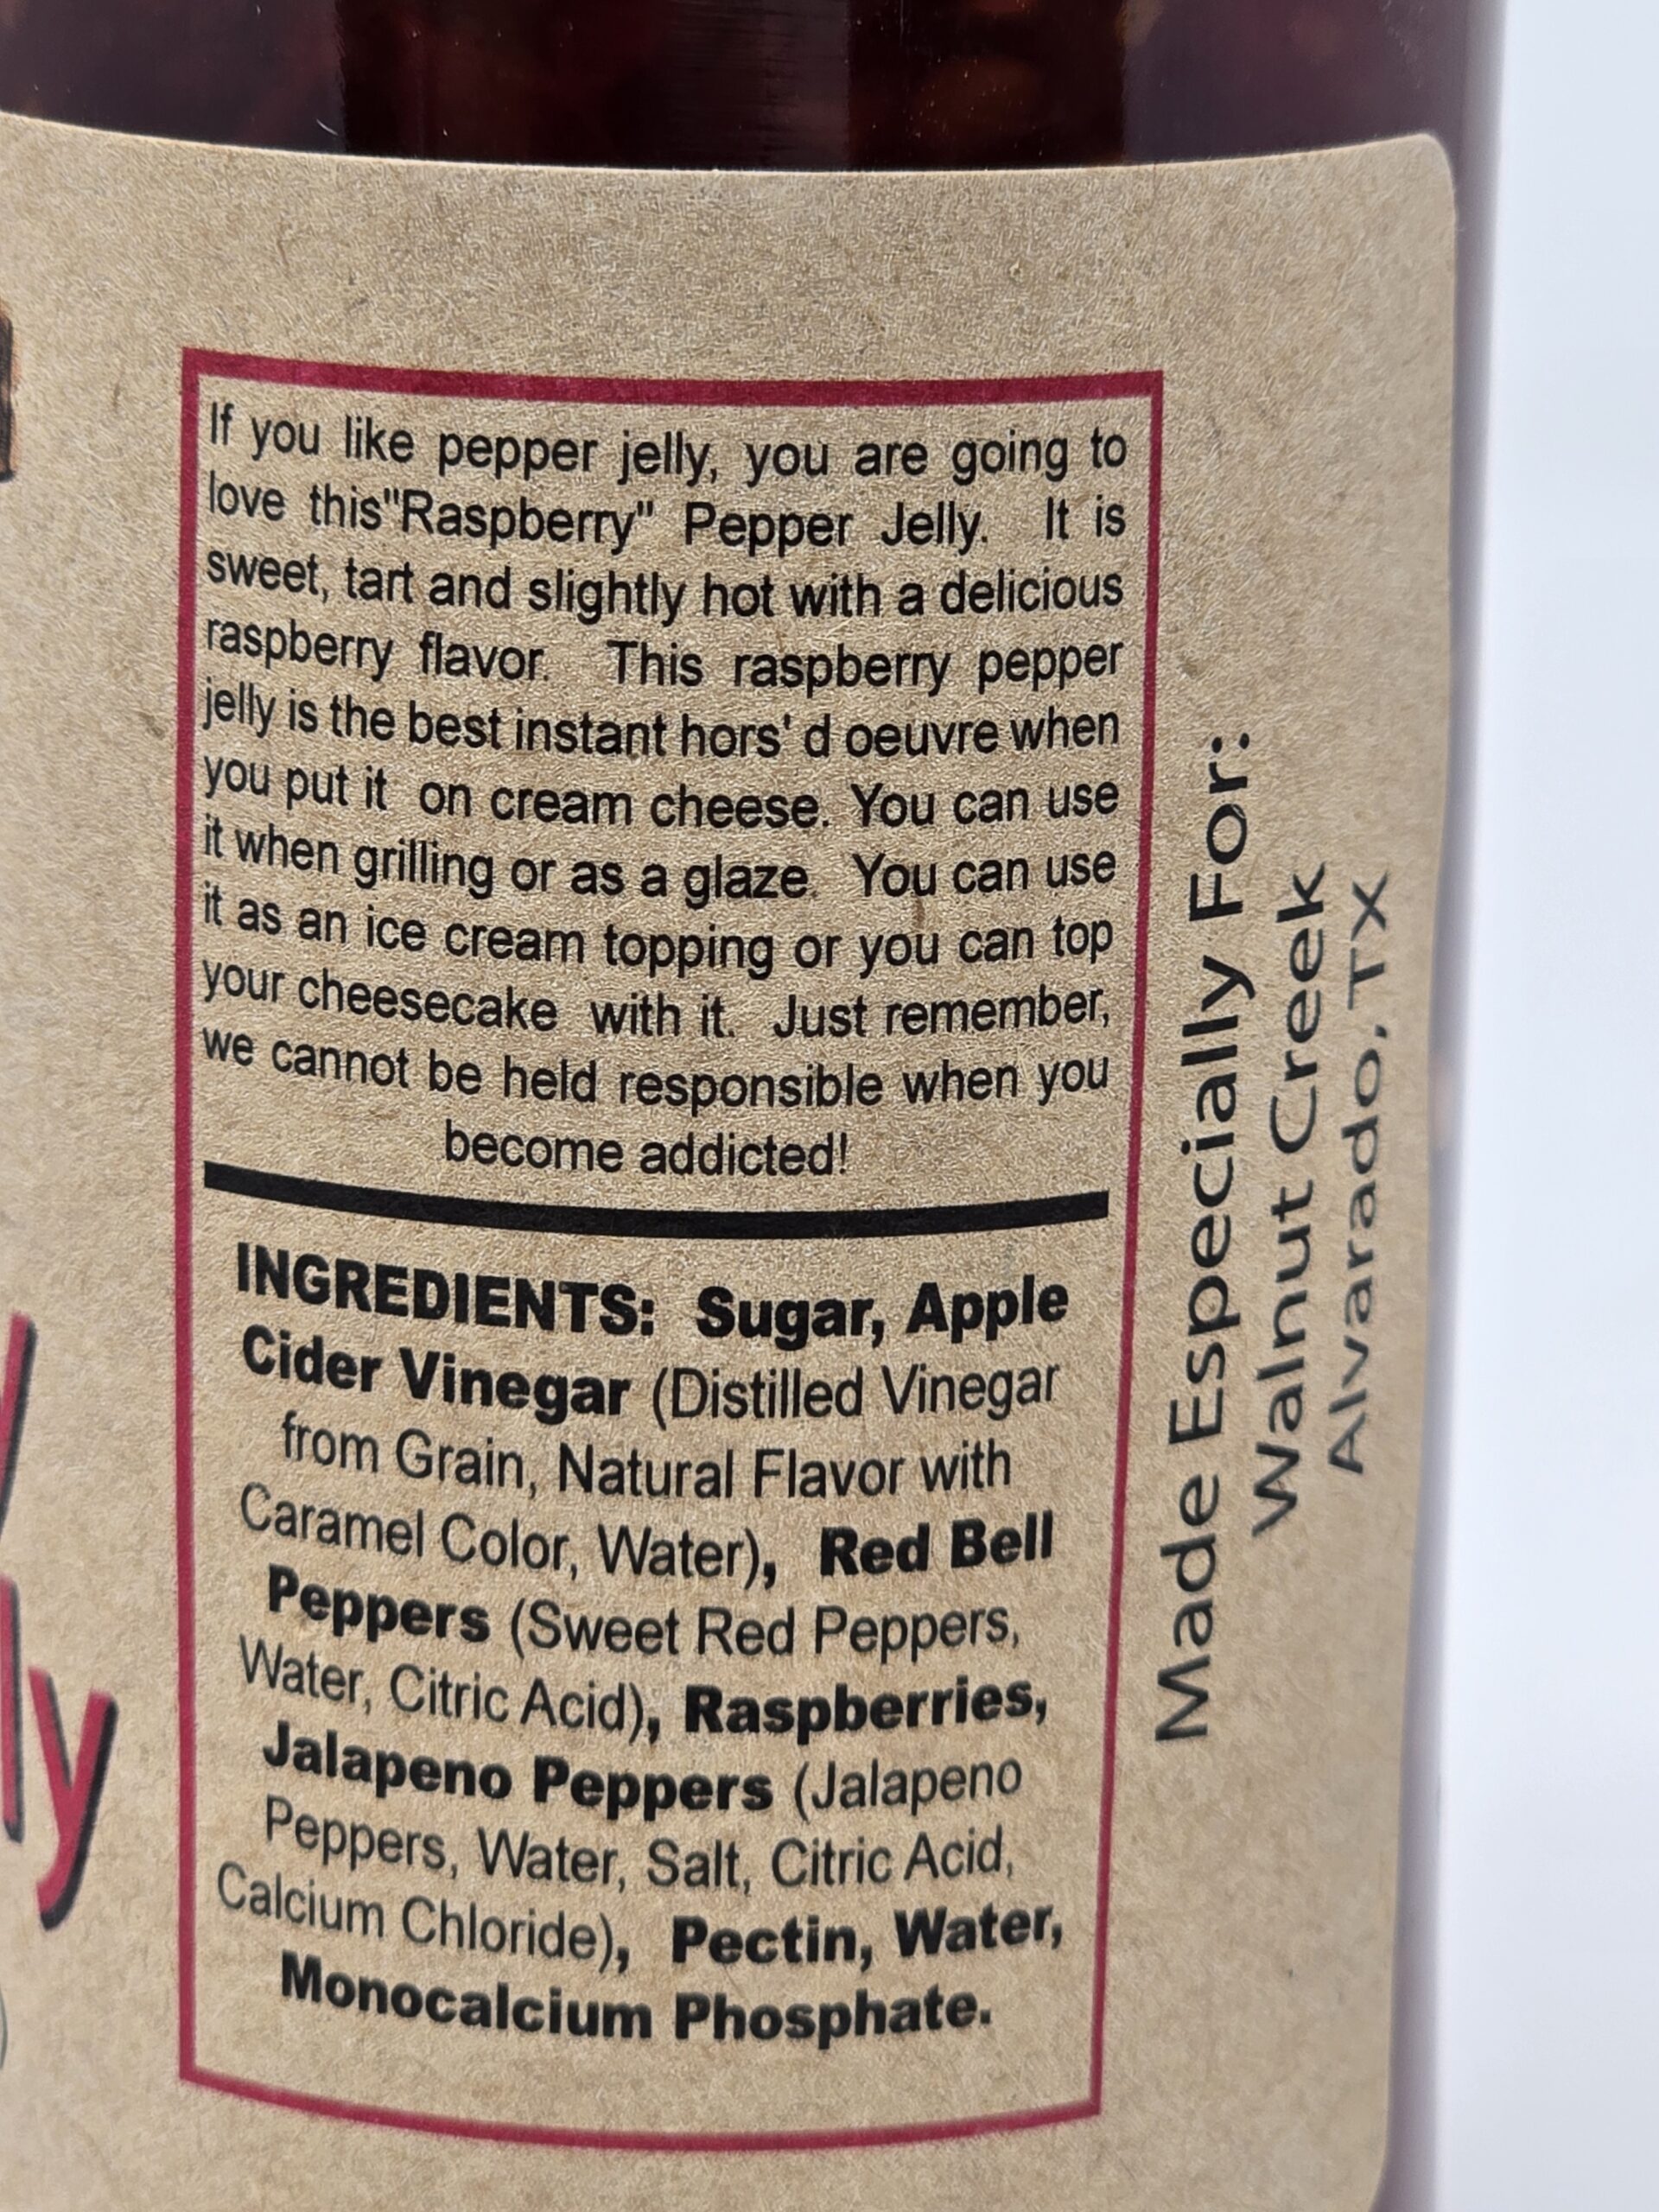 If you like pepper jelly, you are going to
love this"Raspberry" Pepper Jelly. It is
sweet, tart and slightly hot with a delicious
raspberry flavor. This raspberry pepper
jelly is the best instant hors' d oeuvre when
you put it on cream cheese. You can use
it when grilling or as a glaze. You can use
it as an ice cream topping or you can top
your cheesecake with it. Just remember,
we cannot be held responsible when you
become addicted!
INGREDIENTS: Sugar, Apple
Cider Vinegar (Distilled Vinegar
from Grain, Natural Flavor with
Caramel Color, Water), Red Bell
Peppers (Sweet Red Peppers,
Water, Citric Acid), Raspberries,
Jalapeno Peppers (Jalapeno
Peppers, Water, Salt, Citric Acid,
Calcium Chloride), Pectin, Water,
Monocalcium Phosphate.
Made Especially For:
Walnut Creek
Alvarado, TX